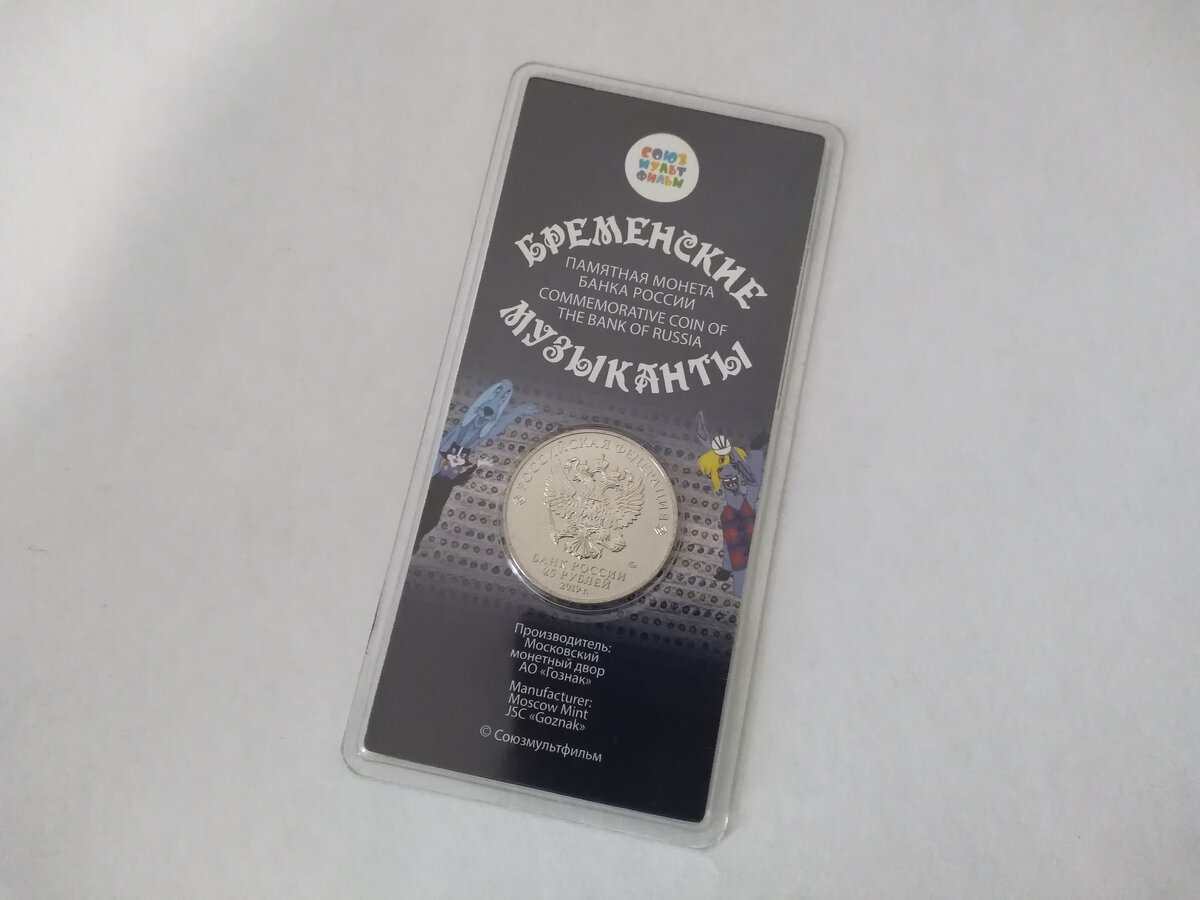 СОЮЗ
МУЛЬТ
ФИЛЬМ
БРЕМЕНСКИЕ
ПАМЯТНАЯ МОНЕТА
БАНКА РОССИИ
COMMEMORATIVE COIN OF
THE BANK OF RUSSIA
МУЗЫКАНТЫ
РОССИЙСКАЯ ФЕДЕРАЦИЯ
БАНК РОССИИ
25 РУБЛЕЙ
2019 г.
Производитель:
Московский
монетный двор
АО «Гознак»
Manufacturer:
Moscow Mint
JSC «Goznak»
© Союзмультфильм